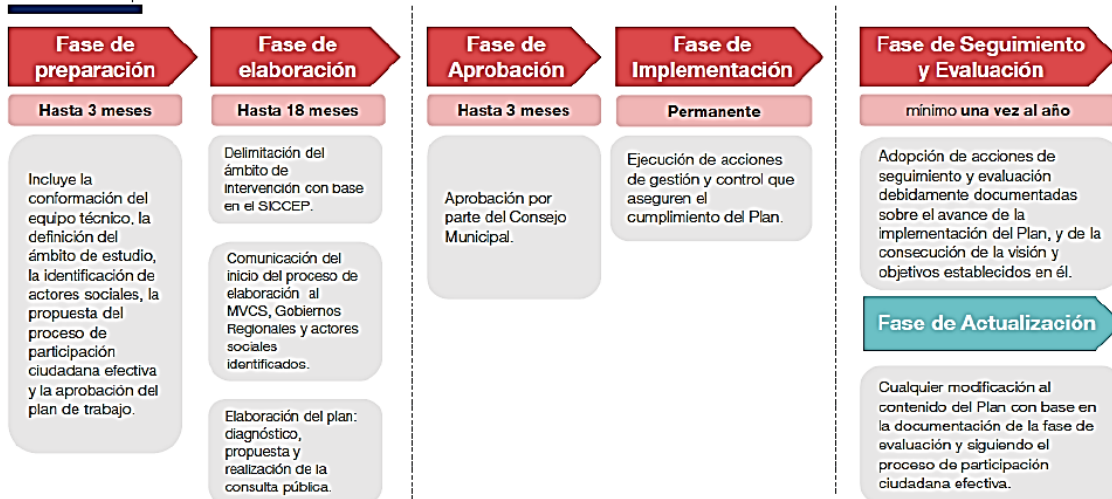 Fase de
preparación
Hasta 3 meses
Incluye la
conformación del
equipo técnico, la
definición del
ámbito de estudio,
la identificación de
actores sociales, la
propuesta del
proceso de
participación
ciudadana efectiva
y la aprobación del
plan de trabajo.
Fase de
elaboración
Hasta 18 meses
Delimitación del
ámbito de
intervención con base
en el SICCEP.
Comunicación del
inicio del proceso de
elaboración al
MVCS, Gobiernos
Regionales y actores
sociales
identificados.
Elaboración del plan:
diagnóstico,
propuesta y
realización de la
consulta pública.
Fase de
Aprobación
Hasta 3 meses
Aprobación por
parte del Consejo
Municipal.
Fase de
Implementación
Permanente
Ejecución de acciones
de gestión y control que
aseguren el
cumplimiento del Plan.
Fase de Seguimiento
y Evaluación
mínimo una vez al año
Adopción de acciones de
seguimiento y evaluación
debidamente documentadas
sobre el avance de la
implementación del Plan, y de la
consecución de la visión y
objetivos establecidos en él.
Fase de Actualización
Cualquier modificación al
contenido del Plan con base en
la documentación de la fase de
evaluación y siguiendo el
proceso de participación
ciudadana efectiva.